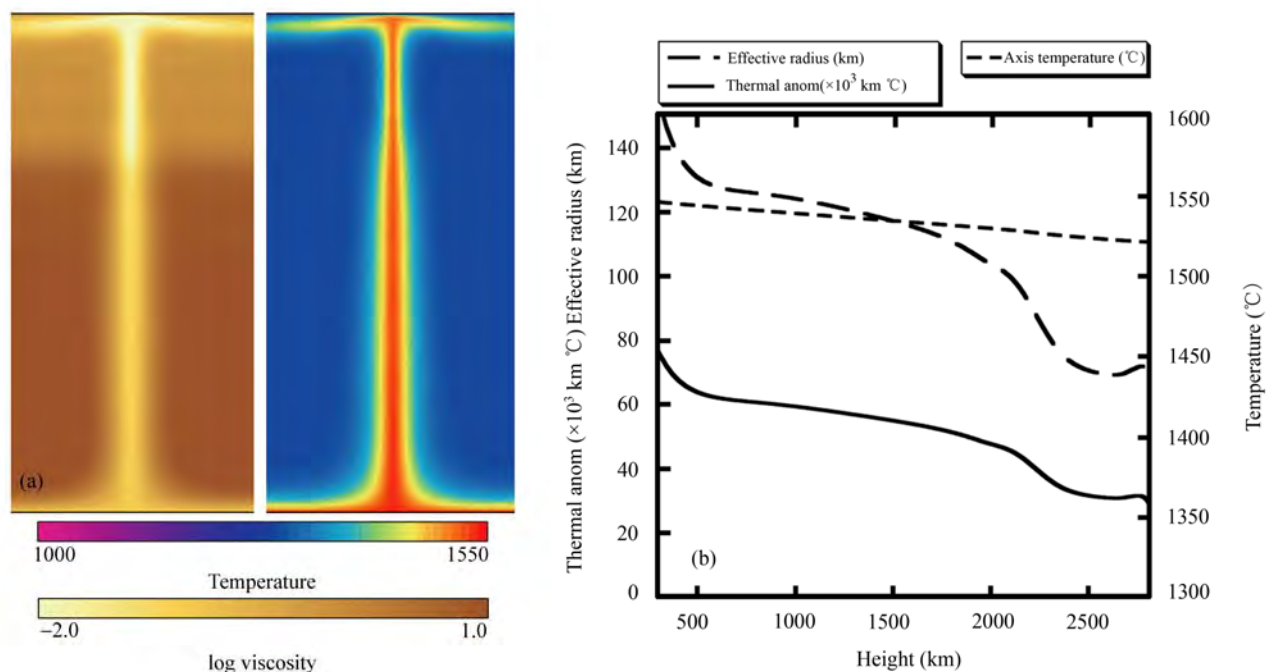 (a)
1000 1550
Temperature
−2.0 1.0
log viscosity
Effective radius (km)
Thermal anom(×10³ km ℃)
Axis temperature (℃)
Thermal anom (×10³ km ℃) Effective radius (km)
140
120
100
80
60
40
20
0
(b)
500 1000 1500 2000 2500
Height (km)
1600
1550
1500
1450
1400
1350
1300
Temperature (℃)